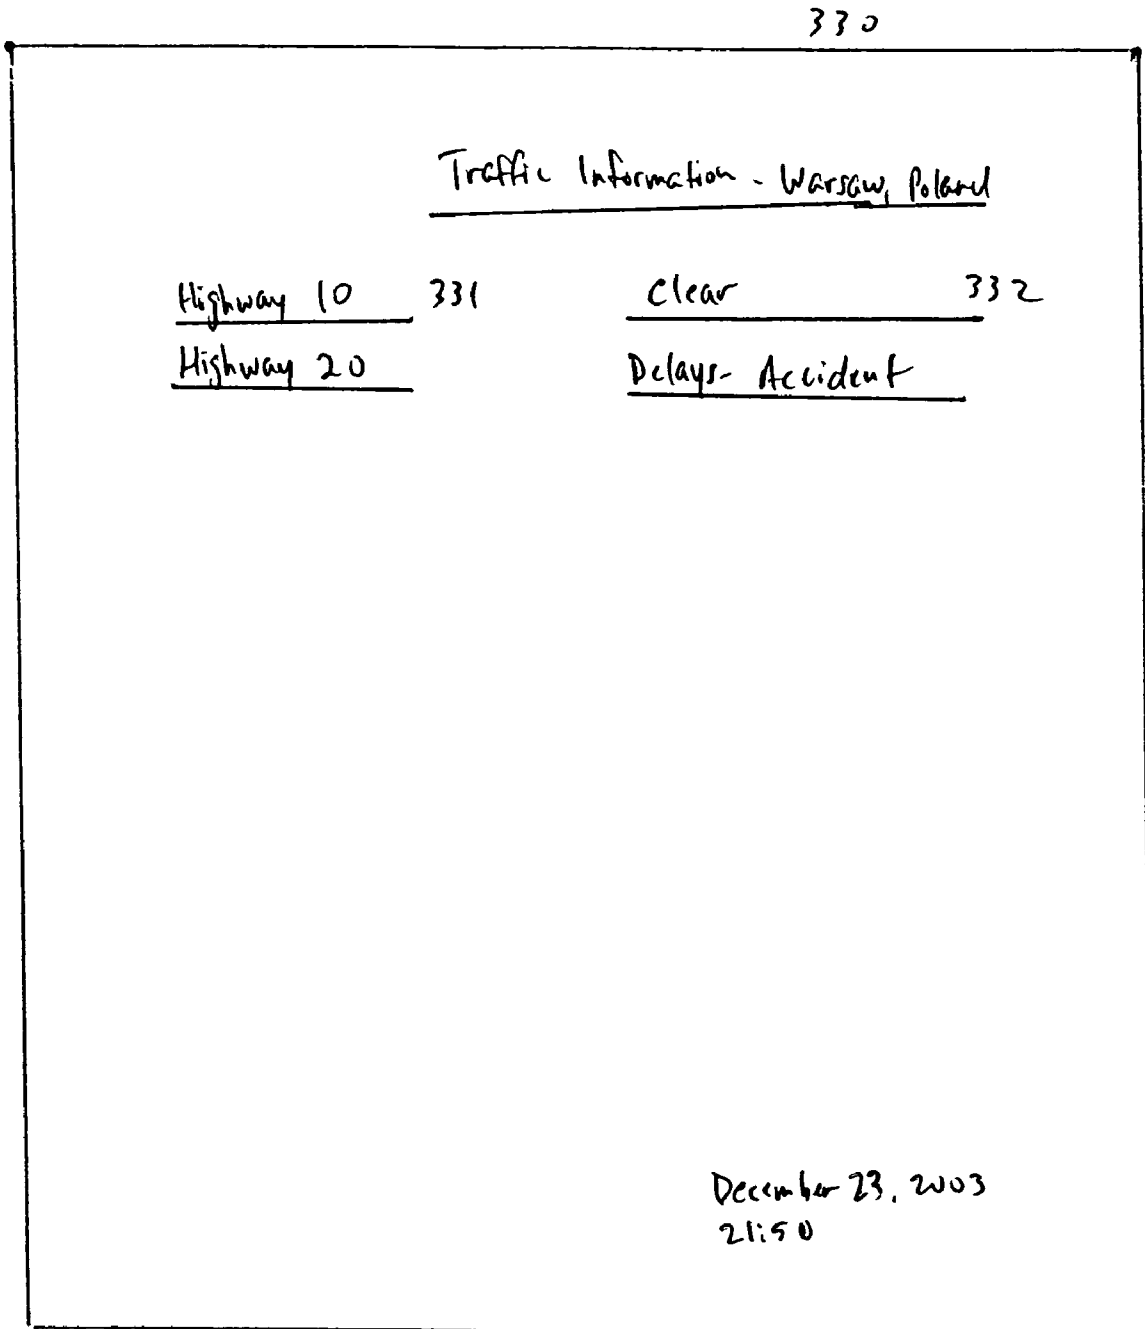 330
Traffic Information - Warsaw, Poland
Highway 10 331 Clear 332
Highway 20 Delays - Accident
December 23, 2003
21:50